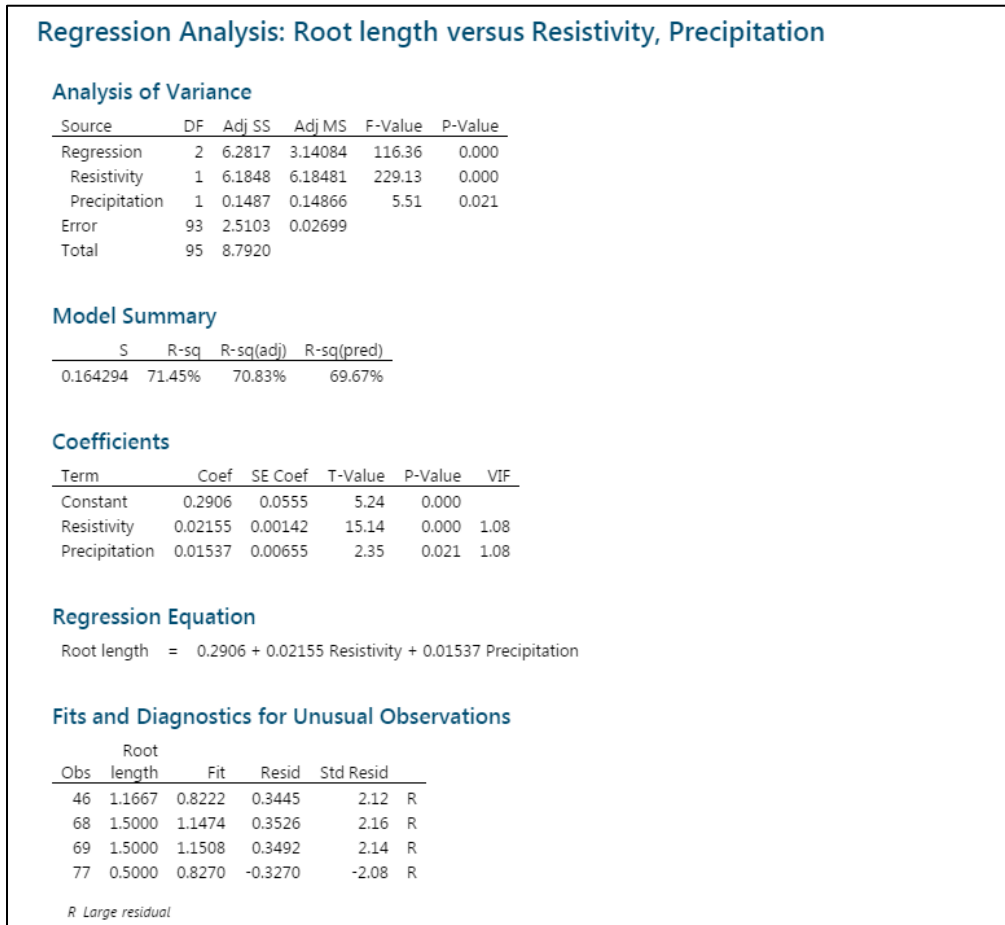 Regression Analysis: Root length versus Resistivity, Precipitation
Analysis of Variance
Source DF Adj SS Adj MS F-Value P-Value
Regression 2 6.2817 3.14084 116.36 0.000
Resistivity 1 6.1848 6.18481 229.13 0.000
Precipitation 1 0.1487 0.14866 5.51 0.021
Error 93 2.5103 0.02699
Total 95 8.7920
Model Summary
S R-sq R-sq(adj) R-sq(pred)
0.164294 71.45% 70.83% 69.67%
Coefficients
Term Coef SE Coef T-Value P-Value VIF
Constant 0.2906 0.0555 5.24 0.000
Resistivity 0.02155 0.00142 15.14 0.000 1.08
Precipitation 0.01537 0.00655 2.35 0.021 1.08
Regression Equation
Root length = 0.2906 + 0.02155 Resistivity + 0.01537 Precipitation
Fits and Diagnostics for Unusual Observations
Root
Obs length Fit Resid Std Resid
46 1.1667 0.8222 0.3445 2.12 R
68 1.5000 1.1474 0.3526 2.16 R
69 1.5000 1.1508 0.3492 2.14 R
77 0.5000 0.8270 -0.3270 -2.08 R
R Large residual